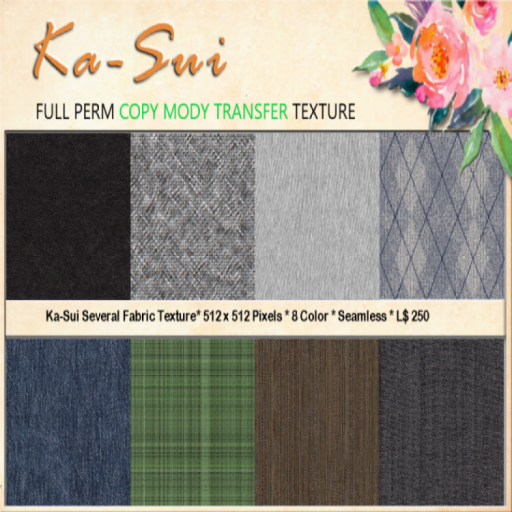 Ka-Sui
FULL PERM COPY MODY TRANSFER TEXTURE
Ka-Sui Several Fabric Texture* 512 x 512 Pixels * 8 Color * Seamless * L$ 250